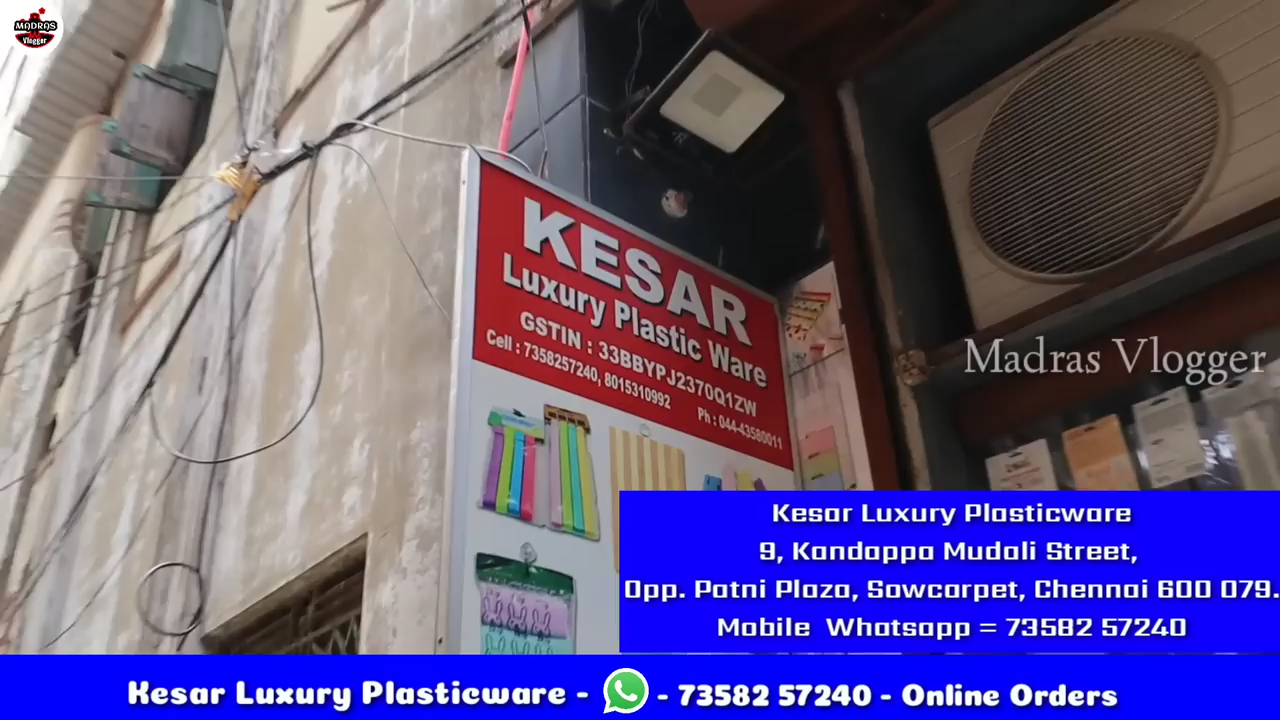 MADRAS
Vlogger
KESAR
Luxury Plastic Ware
GSTIN : 33BBYPJ2370Q1ZW
Cell : 7358257240, 8015310992
Ph : 044-43580011
Madras Vlogger
Kesar Luxury Plasticware
9, Kandappa Mudali Street,
Opp. Patni Plaza, Sowcarpet, Chennai 600 079.
Mobile Whatsapp = 73582 57240
Kesar Luxury Plasticware - - 73582 57240 - Online Orders